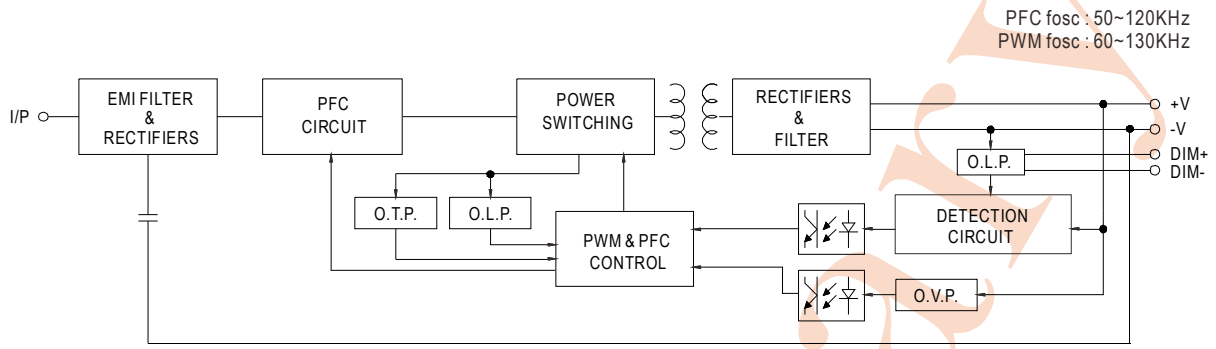 PFC fosc : 50~120KHz
PWM fosc : 60~130KHz
I/P
EMI FILTER
&
RECTIFIERS
PFC
CIRCUIT
POWER
SWITCHING
RECTIFIERS
&
FILTER
+V
-V
DIM+
DIM-
O.L.P.
O.T.P.
O.L.P.
PWM & PFC
CONTROL
DETECTION
CIRCUIT
O.V.P.